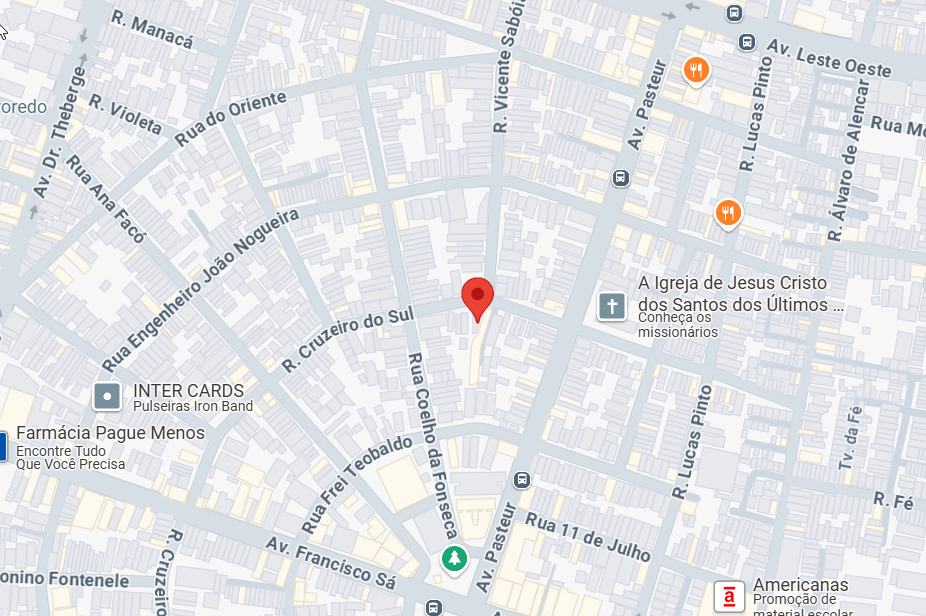 R. Manacá
R. Vicente Sabóia
Av. Leste Oeste
R. Violeta
Rua do Oriente
Av. Dr. Theberge
Av. Pasteur
R. Lucas Pinto
R. Álvaro de Alencar
Rua Ana Facó
Rua Engenheiro João Nogueira
A Igreja de Jesus Cristo
dos Santos dos Últimos ...
Conheça os
missionários
R. Cruzeiro do Sul
INTER CARDS
Pulseiras Iron Band
Rua Coelho da Fonseca
R. Lucas Pinto
Tv. da Fé
Farmácia Pague Menos
Encontre Tudo
Que Você Precisa
Rua Frei Teobaldo
R. Fé
Rua 11 de Julho
Av. Pasteur
Av. Francisco Sá
R. Cruzeiro
Fontenele
Americanas
a
Promoção de
material escolar